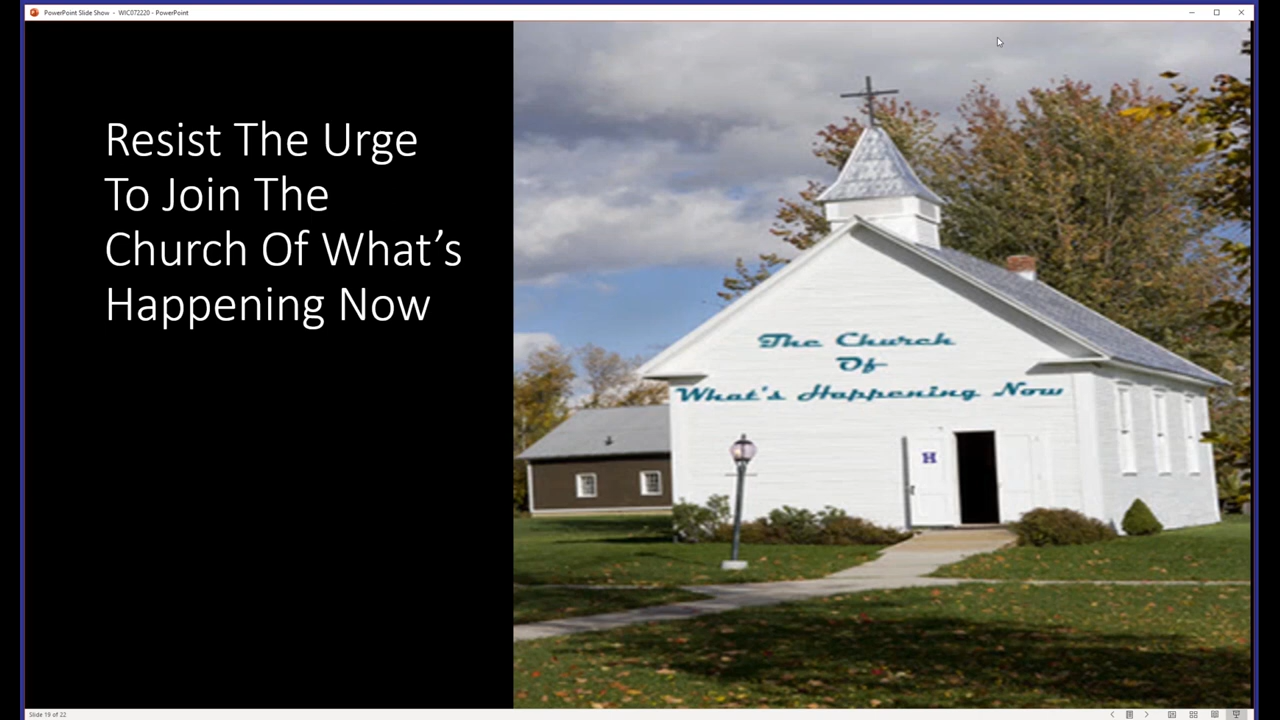 PowerPoint Slide Show - WIC072220 - PowerPoint
Resist The Urge
To Join The
Church Of What’s
Happening Now
The Church
Of
What's Happening Now
H
Slide 19 of 22